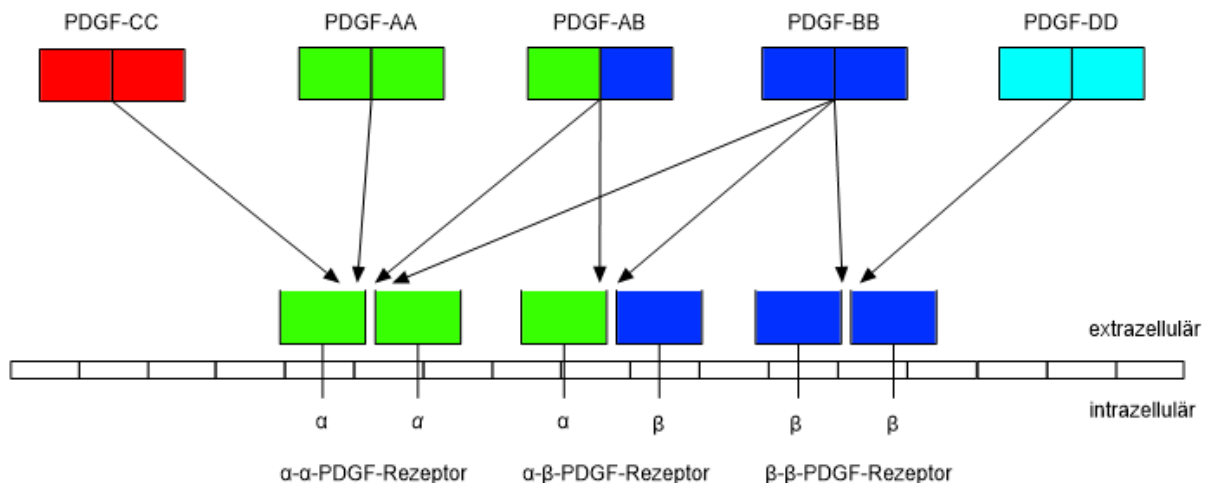 PDGF-CC PDGF-AA PDGF-AB PDGF-BB PDGF-DD
extrazellulär
intrazellulär
α α α β β β
α-α-PDGF-Rezeptor α-β-PDGF-Rezeptor β-β-PDGF-Rezeptor